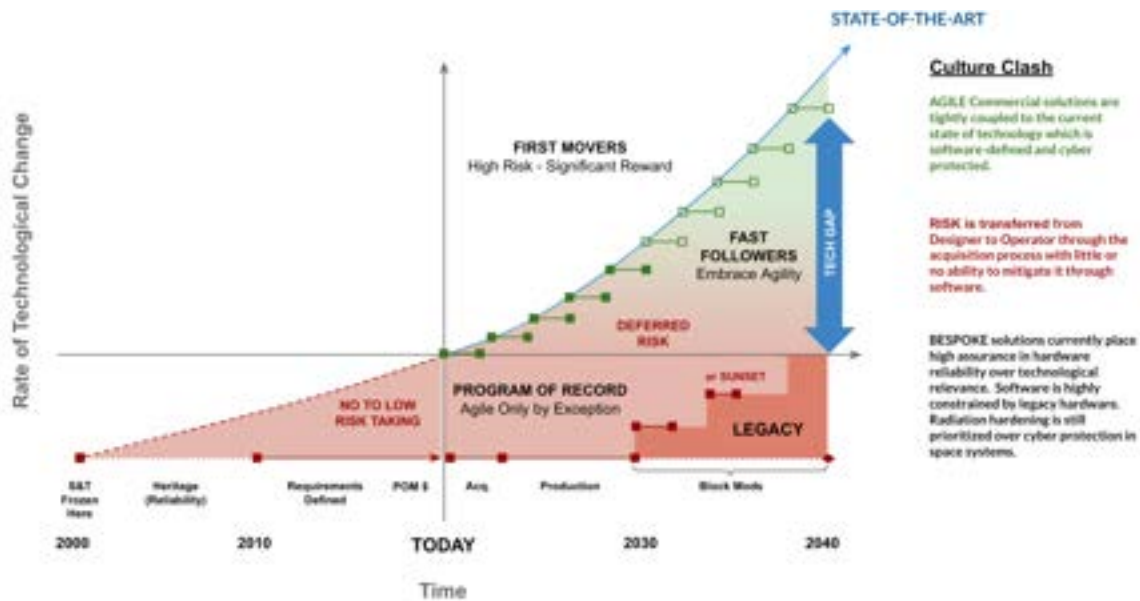 STATE-OF-THE-ART
Culture Clash
AGILE Commercial solutions are
tightly coupled to the current
state of technology which is
software-defined and cyber
protected.
RISK is transferred from
Designer to Operator through the
acquisition process with little or
no ability to mitigate it through
software.
BESPOKE solutions currently place
high assurance in hardware
reliability over technological
relevance. Software is highly
constrained by legacy hardware.
Radiation hardening is still
prioritized over cyber protection in
space systems.
Rate of Technological Change
FIRST MOVERS
High Risk - Significant Reward
FAST
FOLLOWERS
Embrace Agility
TECH GAP
DEFERRED
RISK
NO TO LOW
RISK TAKING
PROGRAM OF RECORD
Agile Only by Exception
or SUNSET
LEGACY
S&T
Frozen
Here
Heritage
(Reliability)
Requirements
Defined
POM $
Acq.
Production
Block Mods
2000
2010
TODAY
2030
2040
Time